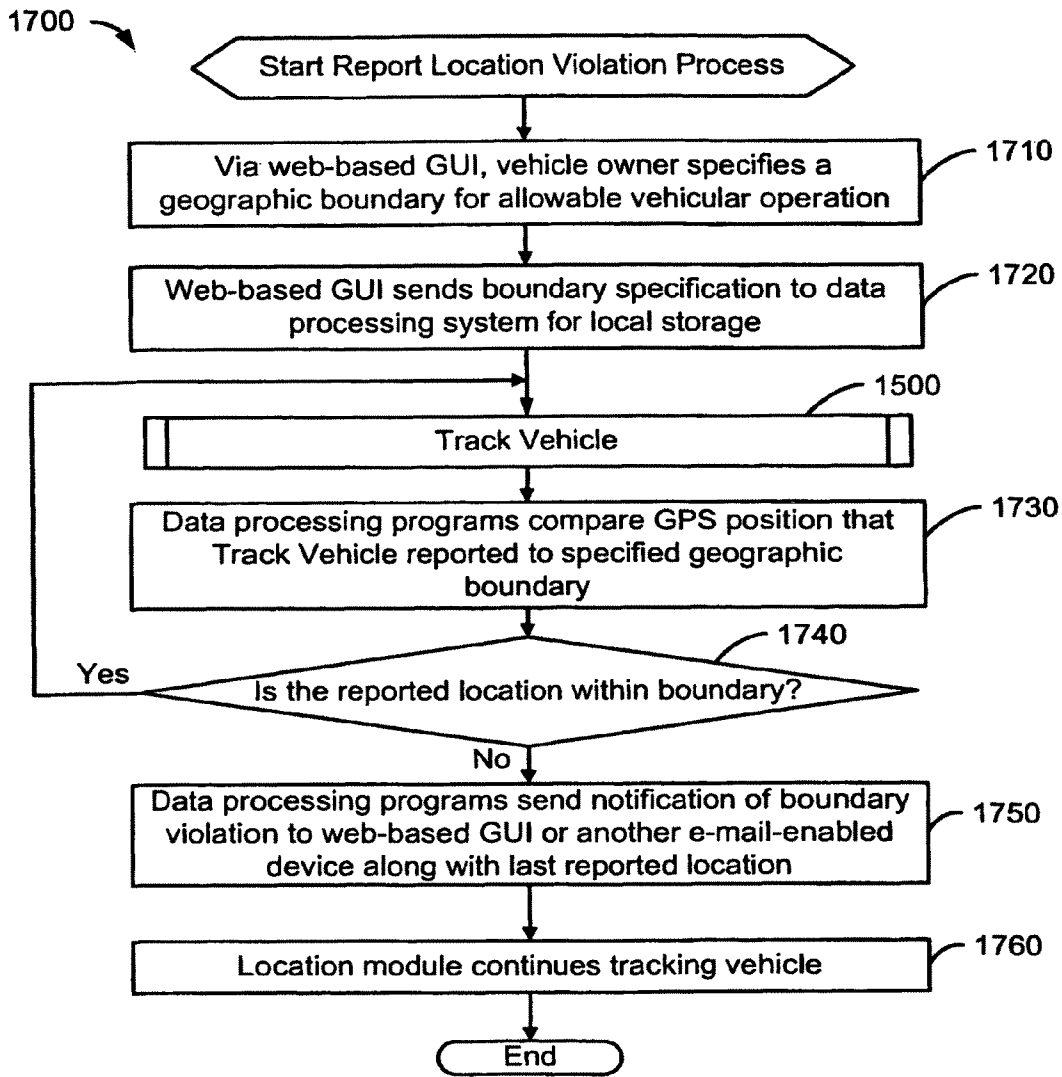 1700
Start Report Location Violation Process
Via web-based GUI, vehicle owner specifies a
geographic boundary for allowable vehicular operation
1710
Web-based GUI sends boundary specification to data
processing system for local storage
1720
1500
Track Vehicle
Data processing programs compare GPS position that
Track Vehicle reported to specified geographic
boundary
1730
1740
Yes
Is the reported location within boundary?
No
Data processing programs send notification of boundary
violation to web-based GUI or another e-mail-enabled
device along with last reported location
1750
Location module continues tracking vehicle
1760
End